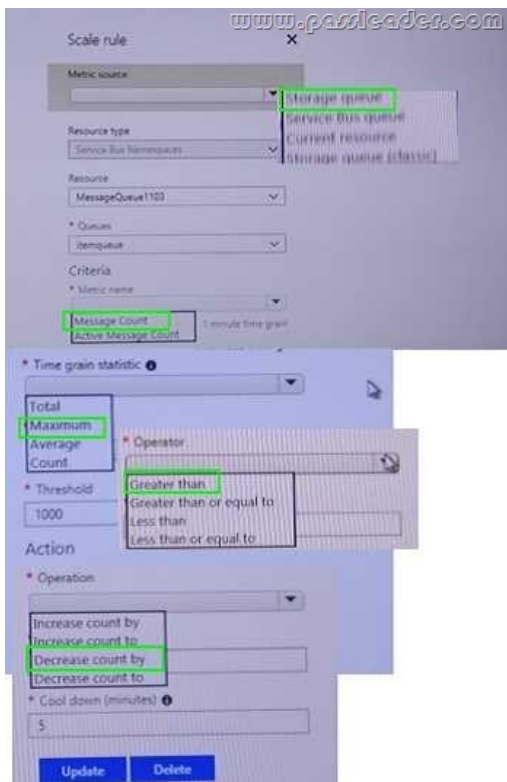 www.passleader.com
Scale rule
Metric source
Storage queue
Service Bus queue
Current resource
Storage queue (classic)
Resource type
Service Bus Namespaces
Resource
MessageQueue1103
* Queues
itemqueue
Criteria
* Metric name
Message Count
1 minute time grain
Active Message Count
* Time grain statistic
Total
Maximum
Average
Count
* Operator
Greater than
Greater than or equal to
Less than
Less than or equal to
* Threshold
1000
Action
* Operation
Increase count by
Increase count to
Decrease count by
Decrease count to
* Cool down (minutes)
5
Update Delete